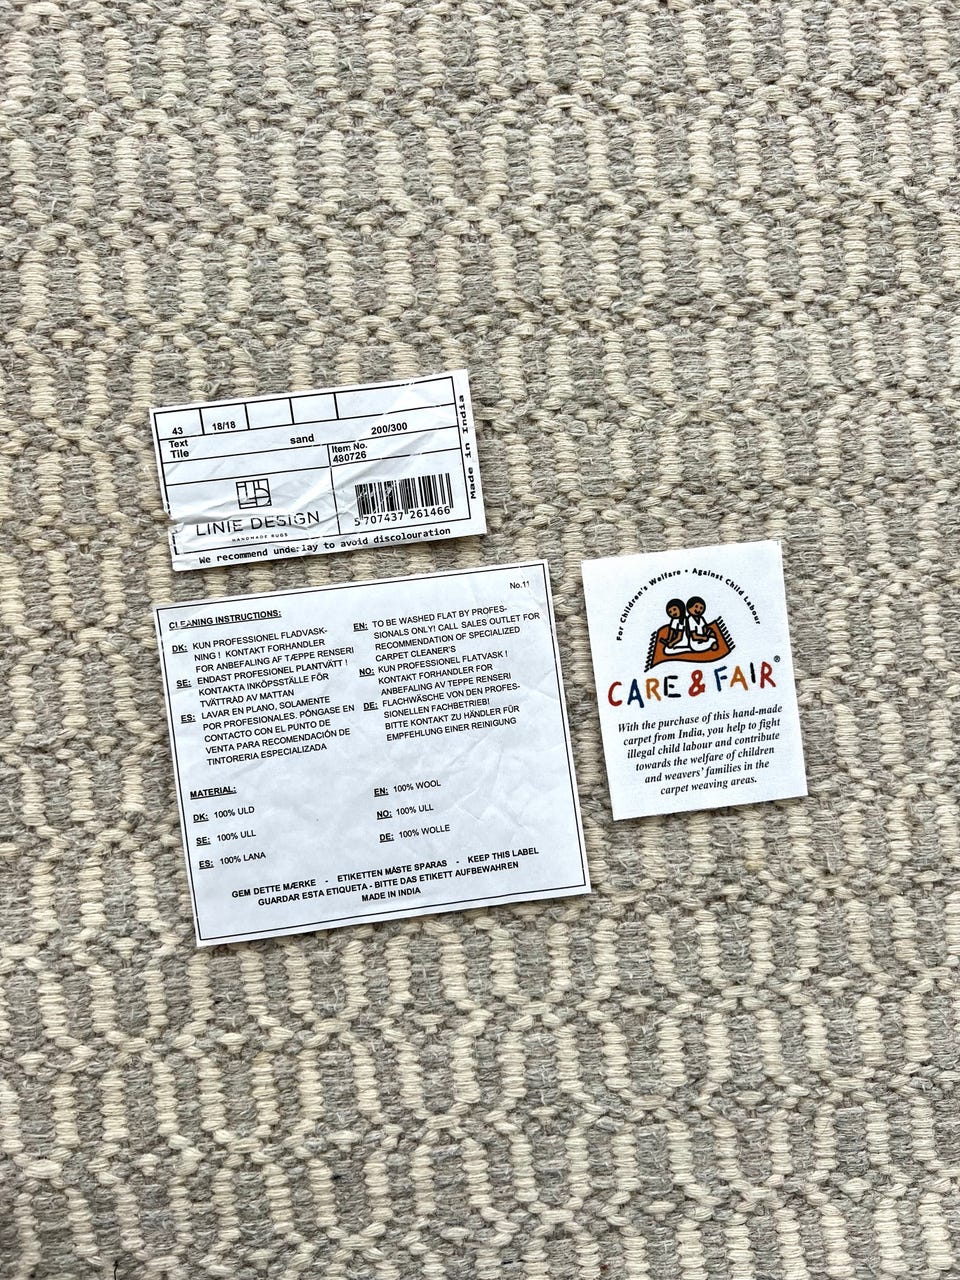 43 18/18
Text sand 200/300
Tile
Item No.
480726
Made in India
LINIE DESIGN
HANDMADE RUGS
5 707437 261466
We recommend underlay to avoid discolouration
No.11
CLEANING INSTRUCTIONS:
DK: KUN PROFESSIONEL FLADVASK-
NING ! KONTAKT FORHANDLER
FOR ANBEFALING AF TÆPPE RENSERI
SE: ENDAST PROFESIONEL PLANTVÄTT !
KONTAKTA INKÖPSSTÄLLE FÖR
TVÄTTRAD AV MATTAN
ES: LAVAR EN PLANO, SOLAMENTE
POR PROFESIONALES. PÓNGASE EN
CONTACTO CON EL PUNTO DE
VENTA PARA RECOMENDACIÓN DE
TINTORERIA ESPECIALIZADA
EN: TO BE WASHED FLAT BY PROFES-
SIONALS ONLY! CALL SALES OUTLET FOR
RECOMMENDATION OF SPECIALIZED
CARPET CLEANER'S
NO: KUN PROFESSIONEL FLATVASK !
KONTAKT FORHANDLER FOR
ANBEFALING AV TEPPE RENSERI
DE: FLACHWÄSCHE VON DEN PROFES-
SIONELLEN FACHBETRIEB!
BITTE KONTAKT ZU HÄNDLER FÜR
EMPFEHLUNG EINER REINIGUNG
MATERIAL:
DK: 100% ULD
SE: 100% ULL
ES: 100% LANA
EN: 100% WOOL
NO: 100% ULL
DE: 100% WOLLE
GEM DETTE MÆRKE - ETIKETTEN MÅSTE SPARAS - KEEP THIS LABEL
GUARDAR ESTA ETIQUETA - BITTE DAS ETIKETT AUFBEWAHREN
MADE IN INDIA
For Children's Welfare • Against Child Labour
CARE & FAIR®
With the purchase of this hand-made
carpet from India, you help to fight
illegal child labour and contribute
towards the welfare of children
and weavers' families in the
carpet weaving areas.